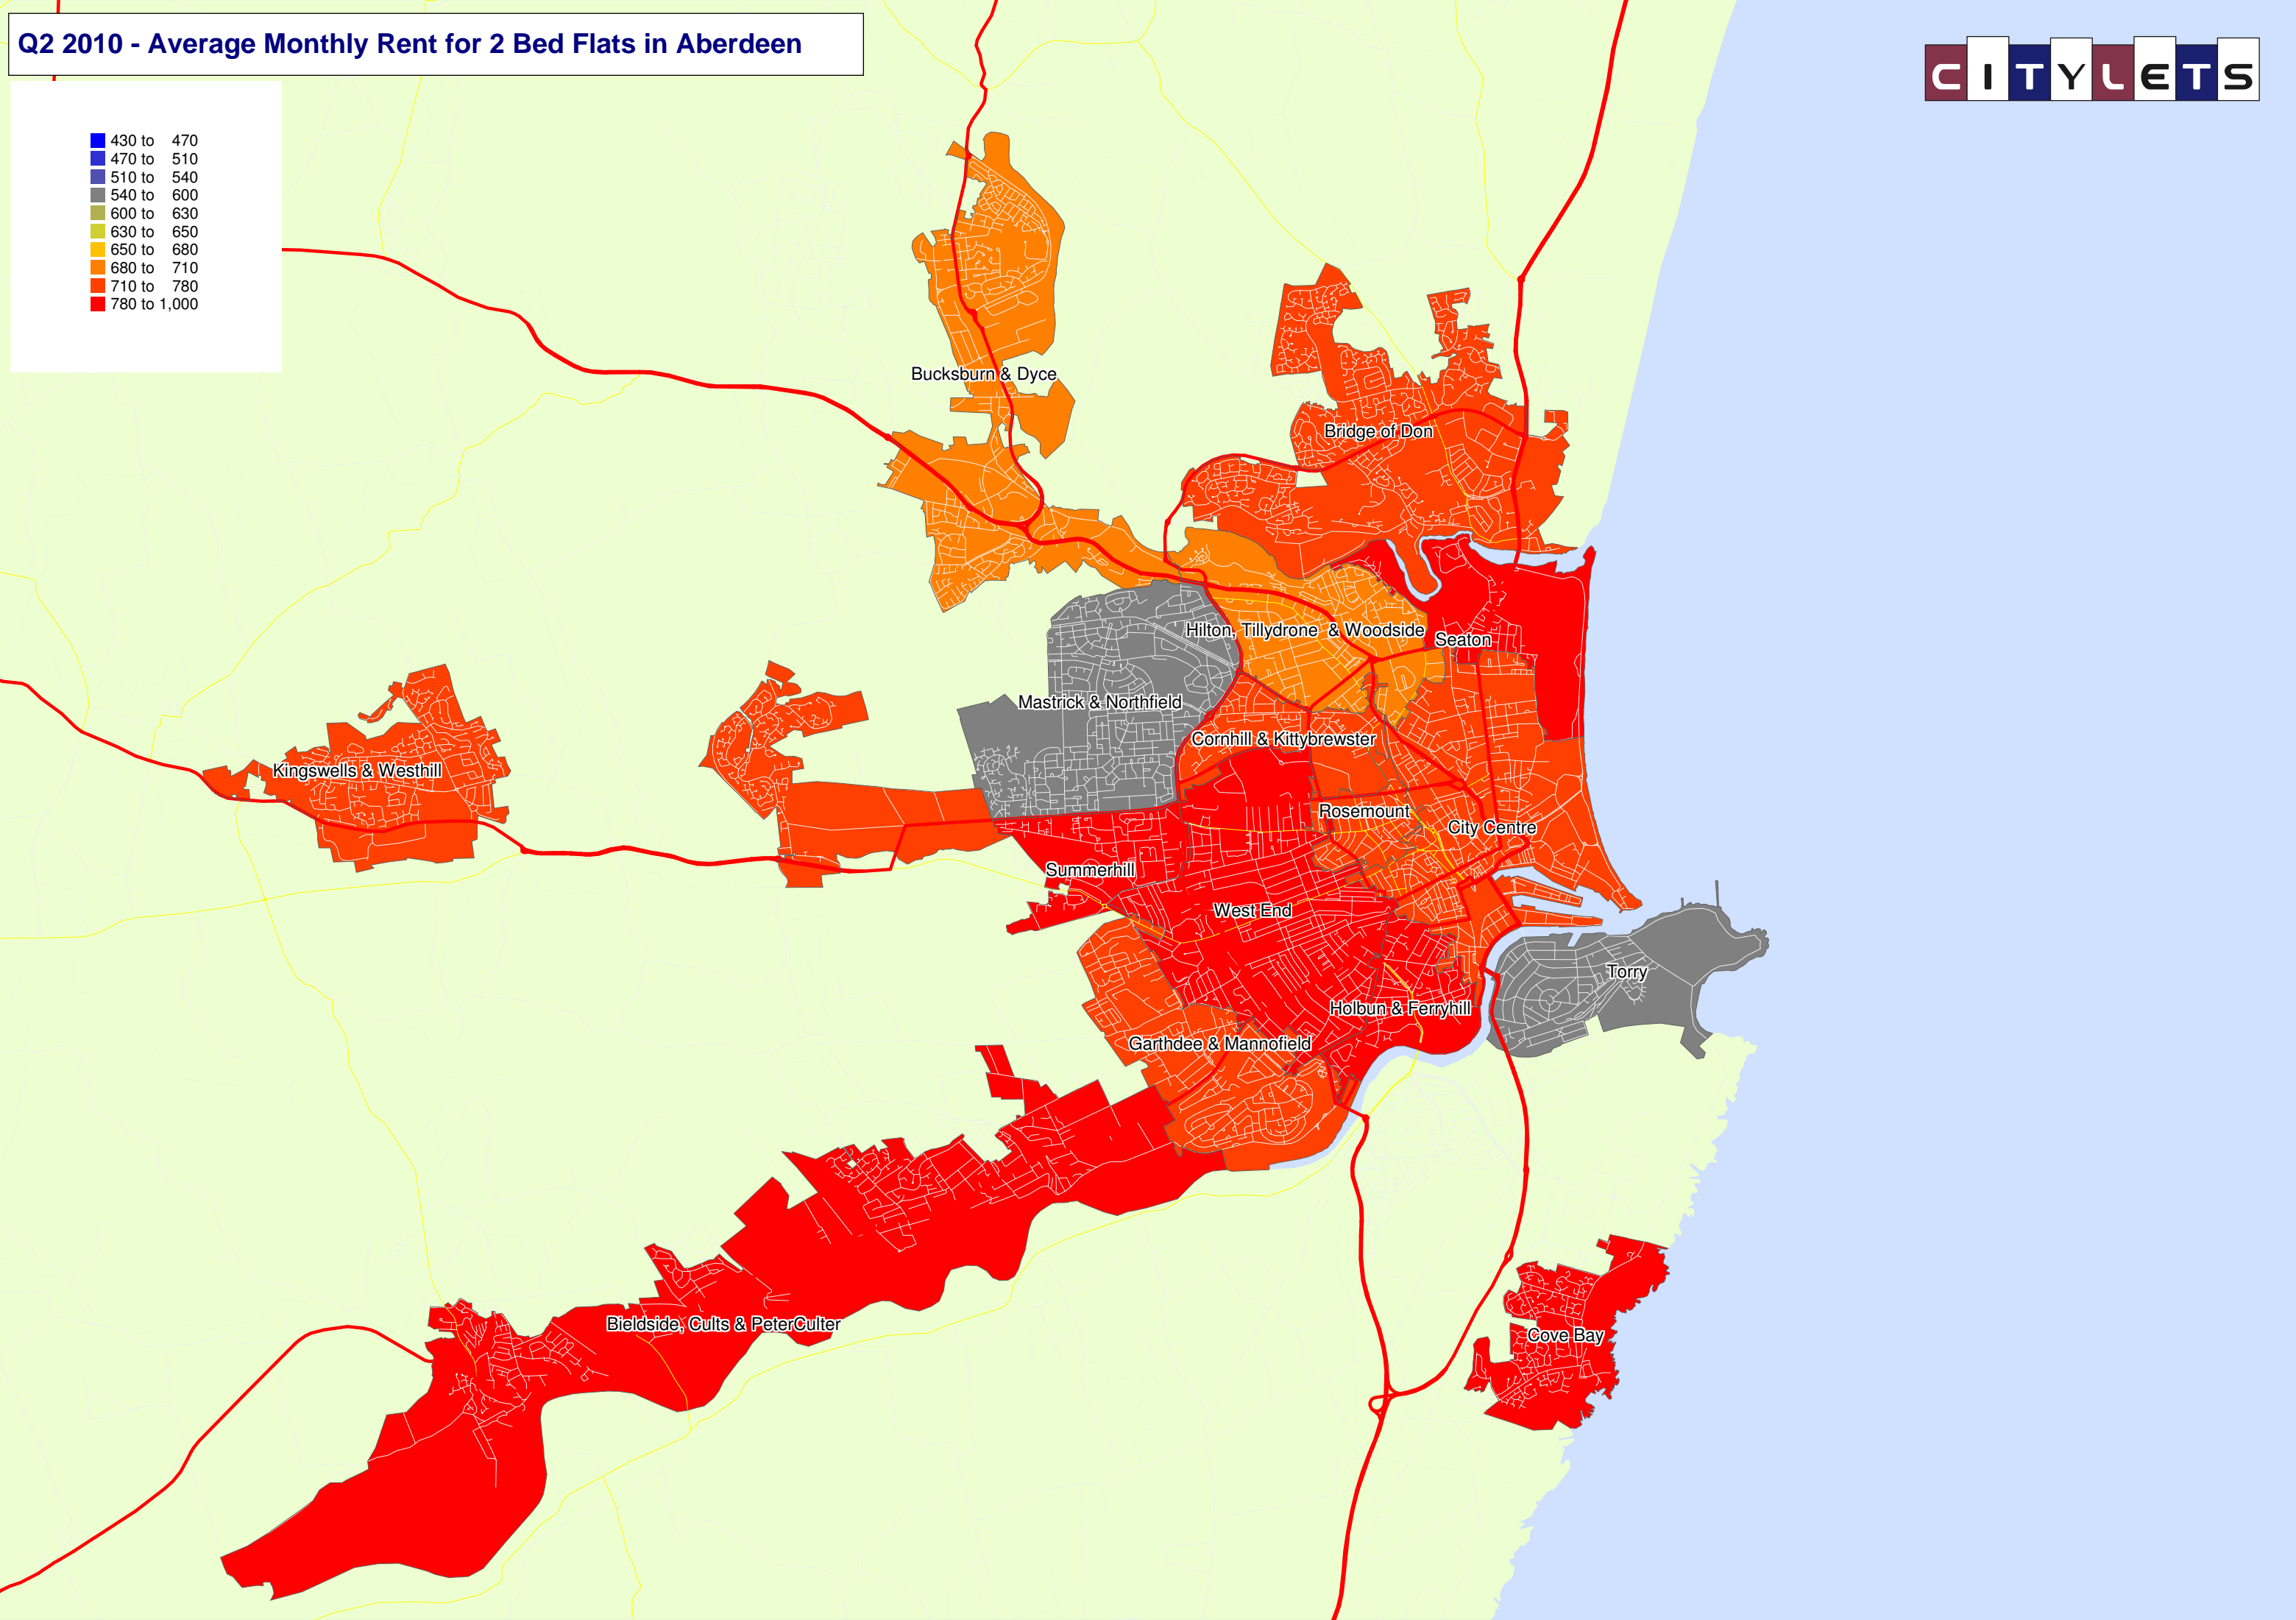 Q2 2010 - Average Monthly Rent for 2 Bed Flats in Aberdeen
CITYLETS
430 to 470
470 to 510
510 to 540
540 to 600
600 to 630
630 to 650
650 to 680
680 to 710
710 to 780
780 to 1,000
Bucksburn & Dyce
Bridge of Don
Hilton, Tillydrone & Woodside
Seaton
Mastrick & Northfield
Cornhill & Kittybrewster
Kingswells & Westhill
Rosemount
City Centre
Summerhill
West End
Torry
Holbun & Ferryhill
Garthdee & Mannofield
Bieldside, Cults & PeterCulter
Cove Bay